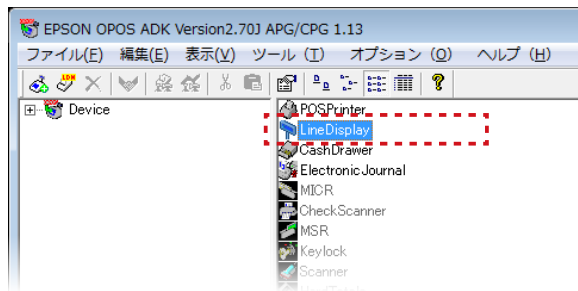 EPSON OPOS ADK Version2.70J APG/CPG 1.13
ファイル(F) 編集(E) 表示(V) ツール (T) オプション (O) ヘルプ (H)
Device
POSPrinter
LineDisplay
CashDrawer
ElectronicJournal
MICR
CheckScanner
MSR
Keylock
Scanner